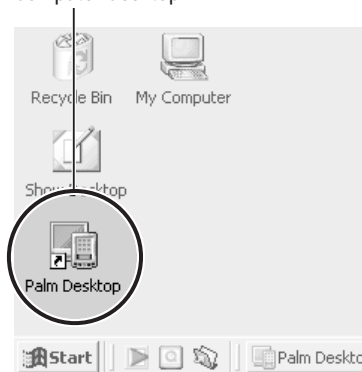 Recycle Bin My Computer
Show Desktop
Palm Desktop
Start Palm Deskto